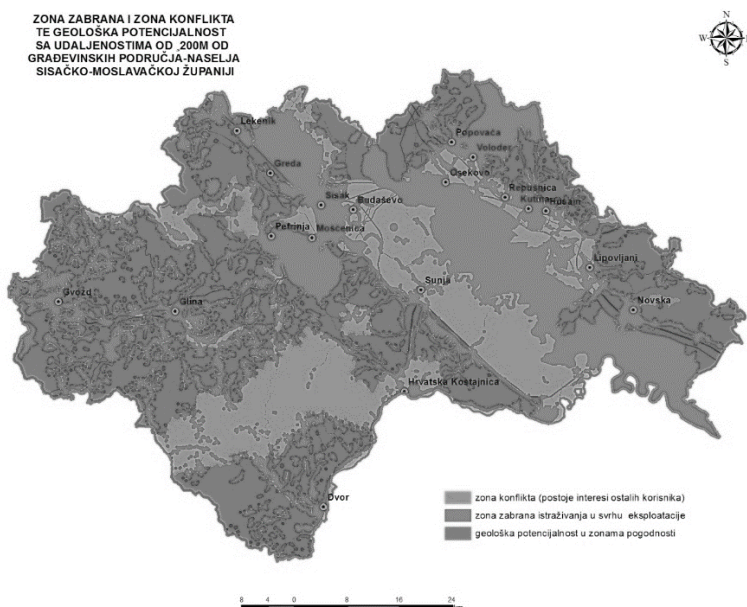 ZONA ZABRANA I ZONA KONFLIKTA
TE GEOLOŠKA POTENCIJALNOST
SA UDALJENOSTIMA OD ,200M OD
GRAĐEVINSKIH PODRUČJA-NASELJA
SISAČKO-MOSLAVAČKOJ ŽUPANIJI
N
W
S
Lekenik
Popovača
Voloder
Greda
Osekovo
Repušnica
Sisak
Budaševo
Kutina
Husain
Petrinja
Moščenica
Lipovljani
Sunja
Gvozd
Glina
Novska
Hrvatska Kostajnica
Dvor
zona konflikta (postoje interesi ostalih korisnika)
zona zabrana istraživanja u svrhu eksploatacije
geološka potencijalnost u zonama pogodnosti
8 4 0 8 16 24